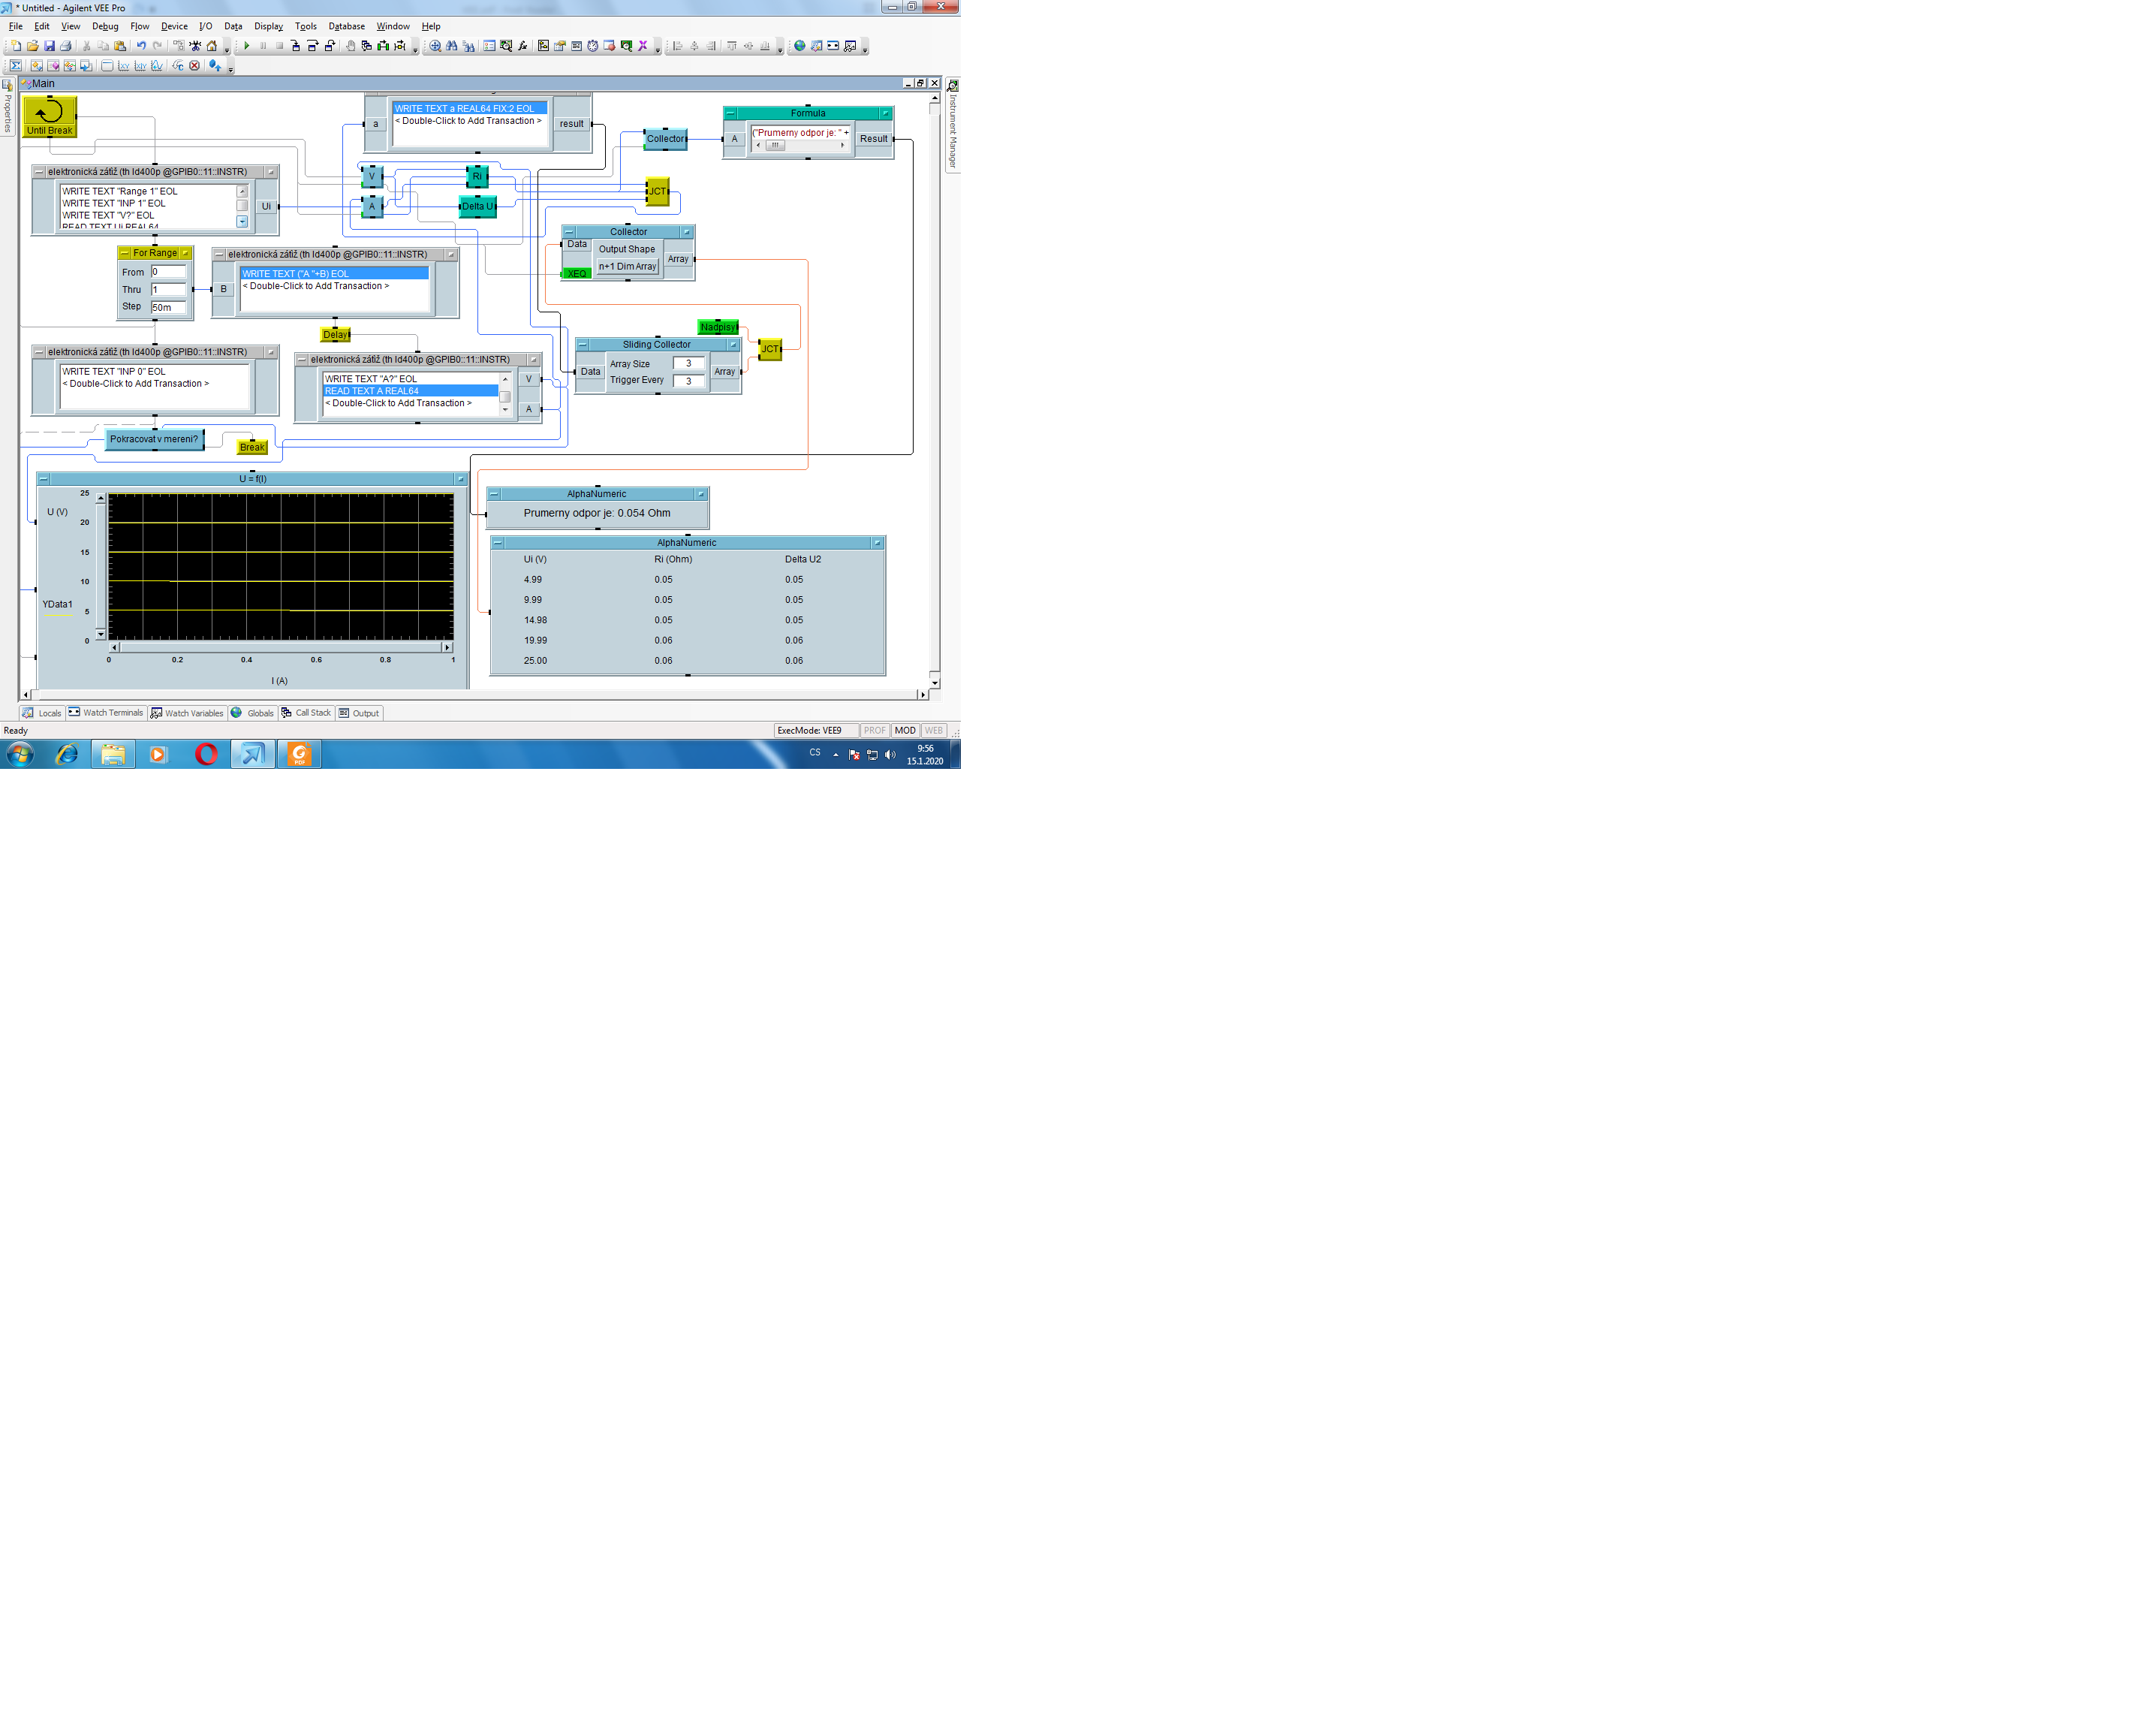 * Untitled - Agilent VEE Pro
File Edit View Debug Flow Device I/O Data Display Tools Database Window Help
Properties
Main
Instrument Manager
Until Break
WRITE TEXT a REAL64 FIX:2 EOL
< Double-Click to Add Transaction >
a
result
Formula
A
("Prumerny odpor je: " +
Result
Collector
elektronická zátiž (th ld400p @GPIB0::11::INSTR)
WRITE TEXT "Range 1" EOL
WRITE TEXT "INP 1" EOL
WRITE TEXT "V?" EOL
READ TEXT Ui REAL64
Ui
V
A
Ri
Delta U
JCT
Collector
Data
XEQ
Output Shape
n+1 Dim Array
Array
For Range
From 0
Thru 1
Step 50m
elektronická zátiž (th ld400p @GPIB0::11::INSTR)
B
WRITE TEXT ("A "+B) EOL
< Double-Click to Add Transaction >
Delay
Nadpisy
JCT
Sliding Collector
Data
Array Size 3
Trigger Every 3
Array
elektronická zátiž (th ld400p @GPIB0::11::INSTR)
WRITE TEXT "INP 0" EOL
< Double-Click to Add Transaction >
elektronická zátiž (th ld400p @GPIB0::11::INSTR)
WRITE TEXT "A?" EOL
READ TEXT A REAL64
< Double-Click to Add Transaction >
V
A
Pokracovat v mereni?
Break
U = f(I)
U (V)
YData1
25
20
15
10
5
0
0 0.2 0.4 0.6 0.8 1
I (A)
AlphaNumeric
Prumerny odpor je: 0.054 Ohm
AlphaNumeric
Ui (V) Ri (Ohm) Delta U2
4.99 0.05 0.05
9.99 0.05 0.05
14.98 0.05 0.05
19.99 0.06 0.06
25.00 0.06 0.06
Locals Watch Terminals Watch Variables Globals Call Stack Output
Ready
ExecMode: VEE9 PROF MOD WEB
CS
9:56
15.1.2020
PDF